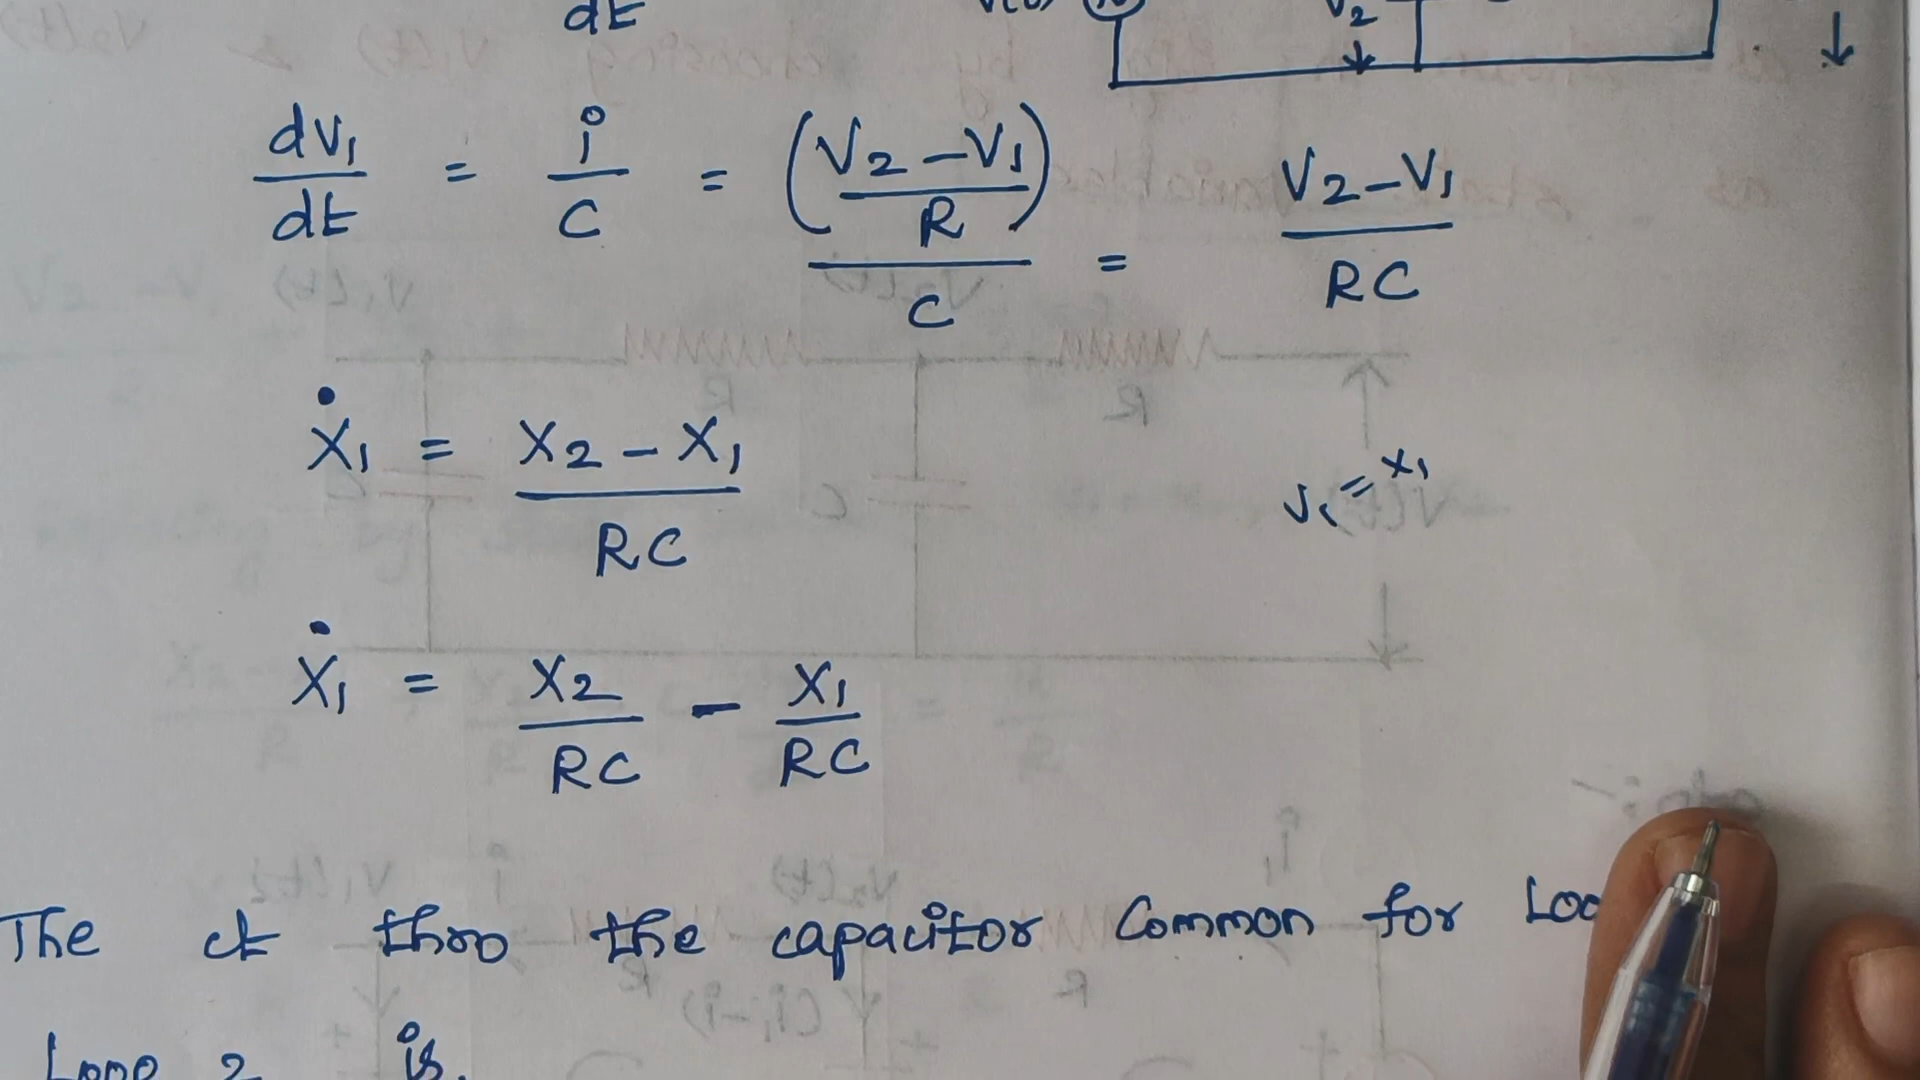 dt
V2
dv1/dt = i/C = ((V2-V1)/R)/C = (V2-V1)/RC
Ẋ1 = (X2-X1)/RC
V1 = X1
Ẋ1 = X2/RC - X1/RC
The ct thro the capacitor Common for Loo
Loop 2 is